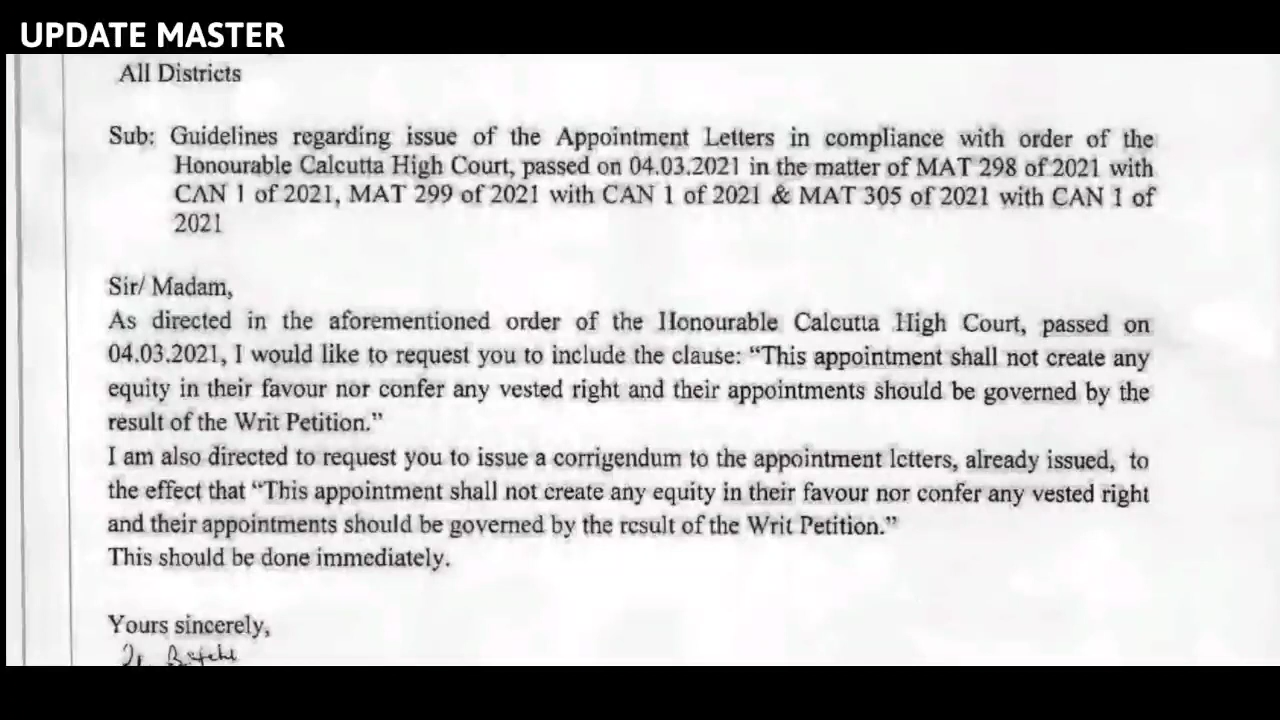 UPDATE MASTER
All Districts
Sub: Guidelines regarding issue of the Appointment Letters in compliance with order of the
Honourable Calcutta High Court, passed on 04.03.2021 in the matter of MAT 298 of 2021 with
CAN 1 of 2021, MAT 299 of 2021 with CAN 1 of 2021 & MAT 305 of 2021 with CAN 1 of
2021
Sir/ Madam,
As directed in the aforementioned order of the Honourable Calcutta High Court, passed on
04.03.2021, I would like to request you to include the clause: “This appointment shall not create any
equity in their favour nor confer any vested right and their appointments should be governed by the
result of the Writ Petition.”
I am also directed to request you to issue a corrigendum to the appointment letters, already issued, to
the effect that “This appointment shall not create any equity in their favour nor confer any vested right
and their appointments should be governed by the result of the Writ Petition.”
This should be done immediately.
Yours sincerely,